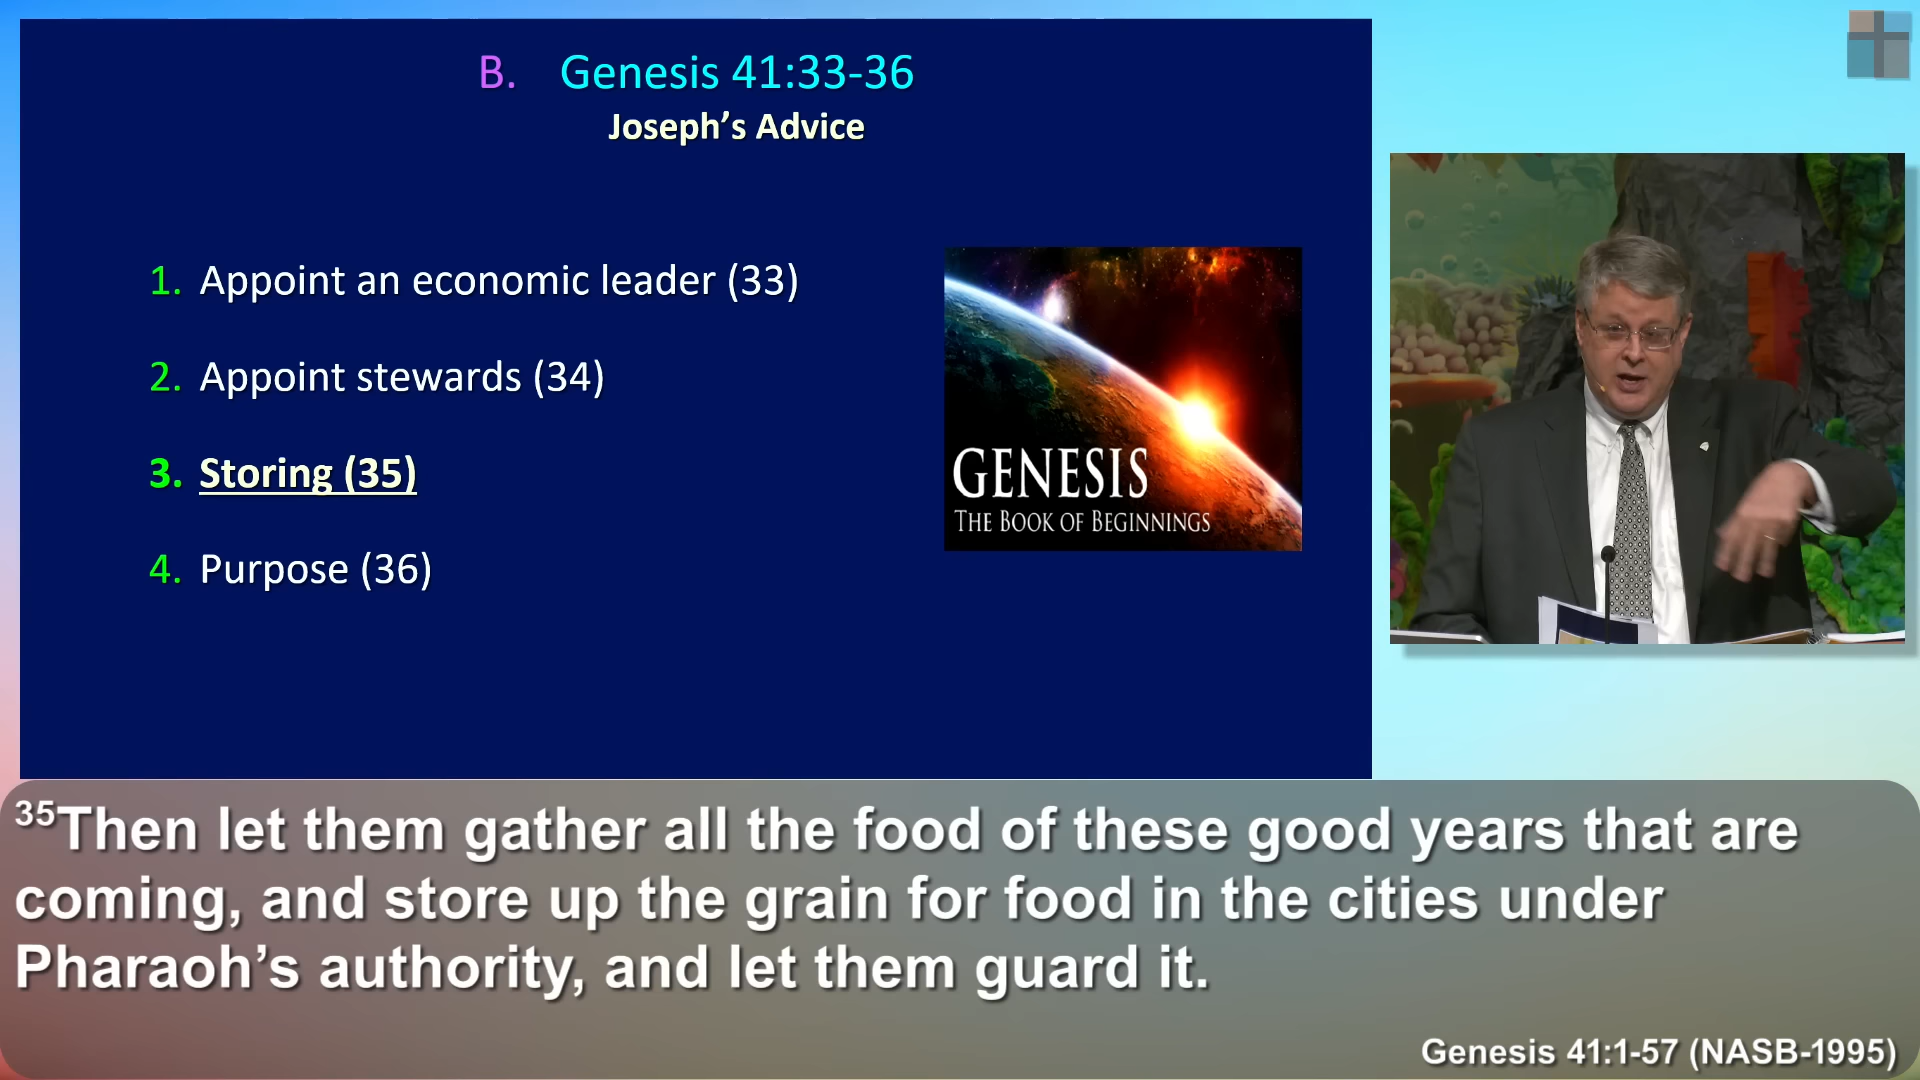 B. Genesis 41:33-36
Joseph’s Advice
1. Appoint an economic leader (33)
2. Appoint stewards (34)
3. Storing (35)
4. Purpose (36)
GENESIS
THE BOOK OF BEGINNINGS
35Then let them gather all the food of these good years that are
coming, and store up the grain for food in the cities under
Pharaoh’s authority, and let them guard it.
Genesis 41:1-57 (NASB-1995)